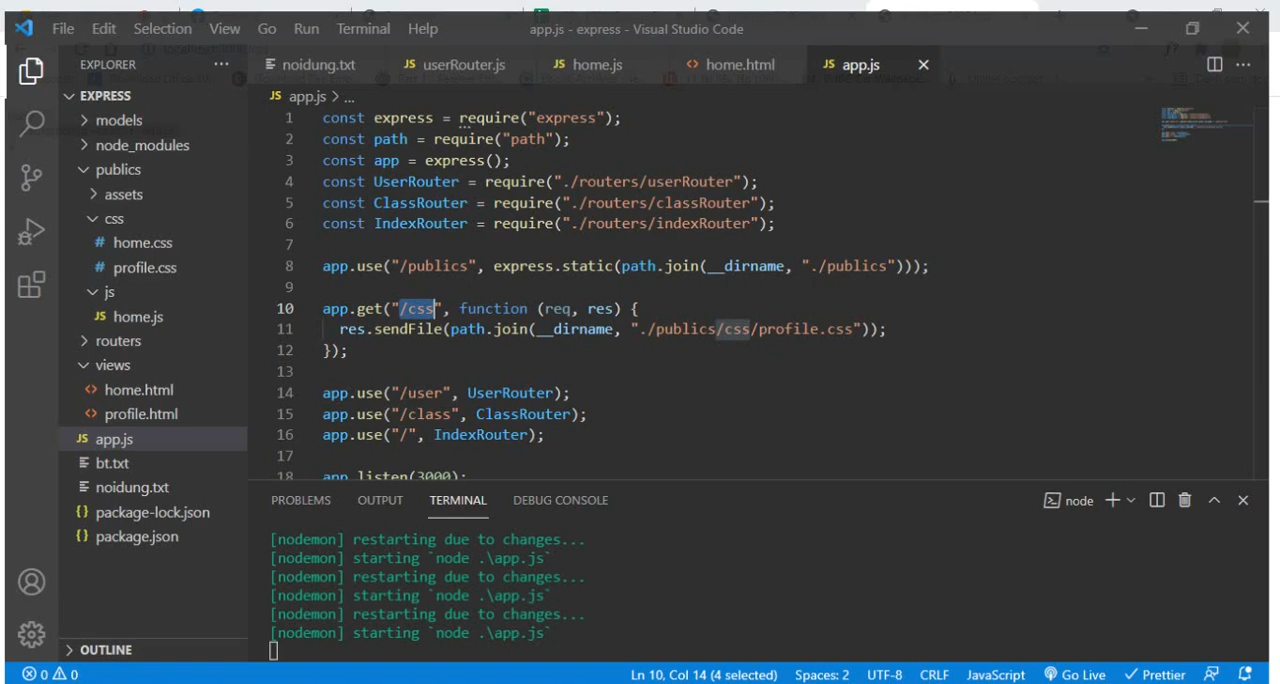 File Edit Selection View Go Run Terminal Help app.js - express - Visual Studio Code
EXPLORER ...
noidung.txt userRouter.js home.js home.html app.js
EXPRESS
models
node_modules
publics
assets
css
home.css
profile.css
js
home.js
routers
views
home.html
profile.html
app.js
bt.txt
noidung.txt
package-lock.json
package.json
OUTLINE
app.js > ...
1 const express = require("express");
2 const path = require("path");
3 const app = express();
4 const UserRouter = require("./routers/userRouter");
5 const ClassRouter = require("./routers/classRouter");
6 const IndexRouter = require("./routers/indexRouter");
7
8 app.use("/publics", express.static(path.join(__dirname, "./publics")));
9
10 app.get("/css", function (req, res) {
11 res.sendFile(path.join(__dirname, "./publics/css/profile.css"));
12 });
13
14 app.use("/user", UserRouter);
15 app.use("/class", ClassRouter);
16 app.use("/", IndexRouter);
17
18 app.listen(3000);
PROBLEMS OUTPUT TERMINAL DEBUG CONSOLE node
[nodemon] restarting due to changes...
[nodemon] starting `node .\app.js`
[nodemon] restarting due to changes...
[nodemon] starting `node .\app.js`
[nodemon] restarting due to changes...
[nodemon] starting `node .\app.js`
0 0 Ln 10, Col 14 (4 selected) Spaces: 2 UTF-8 CRLF JavaScript Go Live Prettier